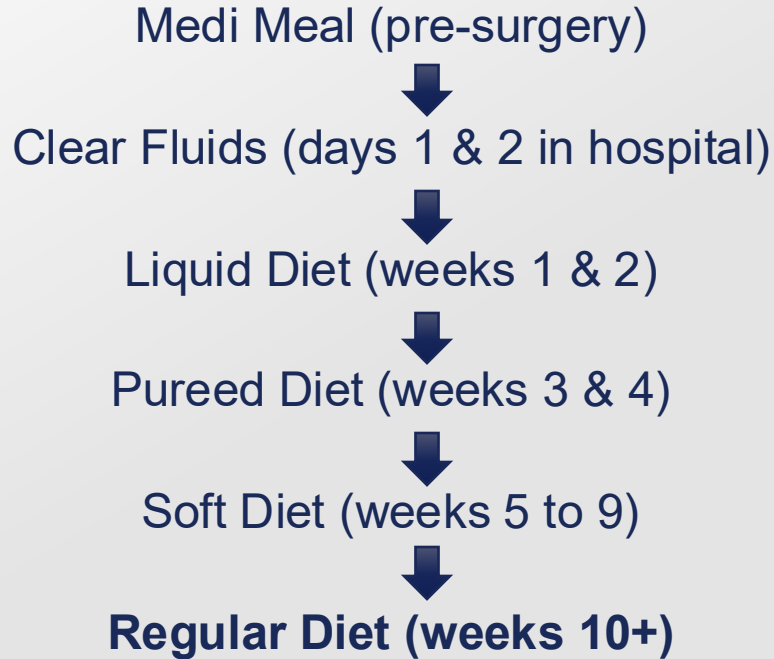 Medi Meal (pre-surgery)
Clear Fluids (days 1 & 2 in hospital)
Liquid Diet (weeks 1 & 2)
Pureed Diet (weeks 3 & 4)
Soft Diet (weeks 5 to 9)
Regular Diet (weeks 10+)